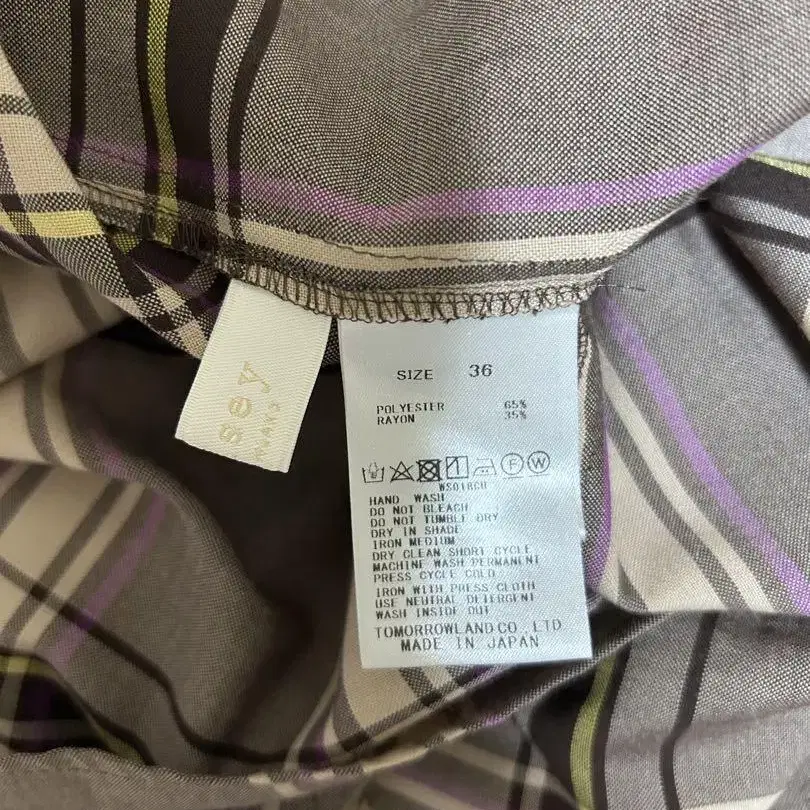 sey
SIZE 36
POLYESTER 65%
RAYON 35%
F W
HAND WASH
DO NOT BLEACH
DO NOT TUMBLE DRY
DRY IN SHADE
IRON MEDIUM
DRY CLEAN SHORT CYCLE
MACHINE WASH PERMANENT
PRESS CYCLE COLD
IRON WITH PRESS CLOTH
USE NEUTRAL DETERGENT
WASH INSIDE OUT
TOMORROWLAND CO., LTD
MADE IN JAPAN